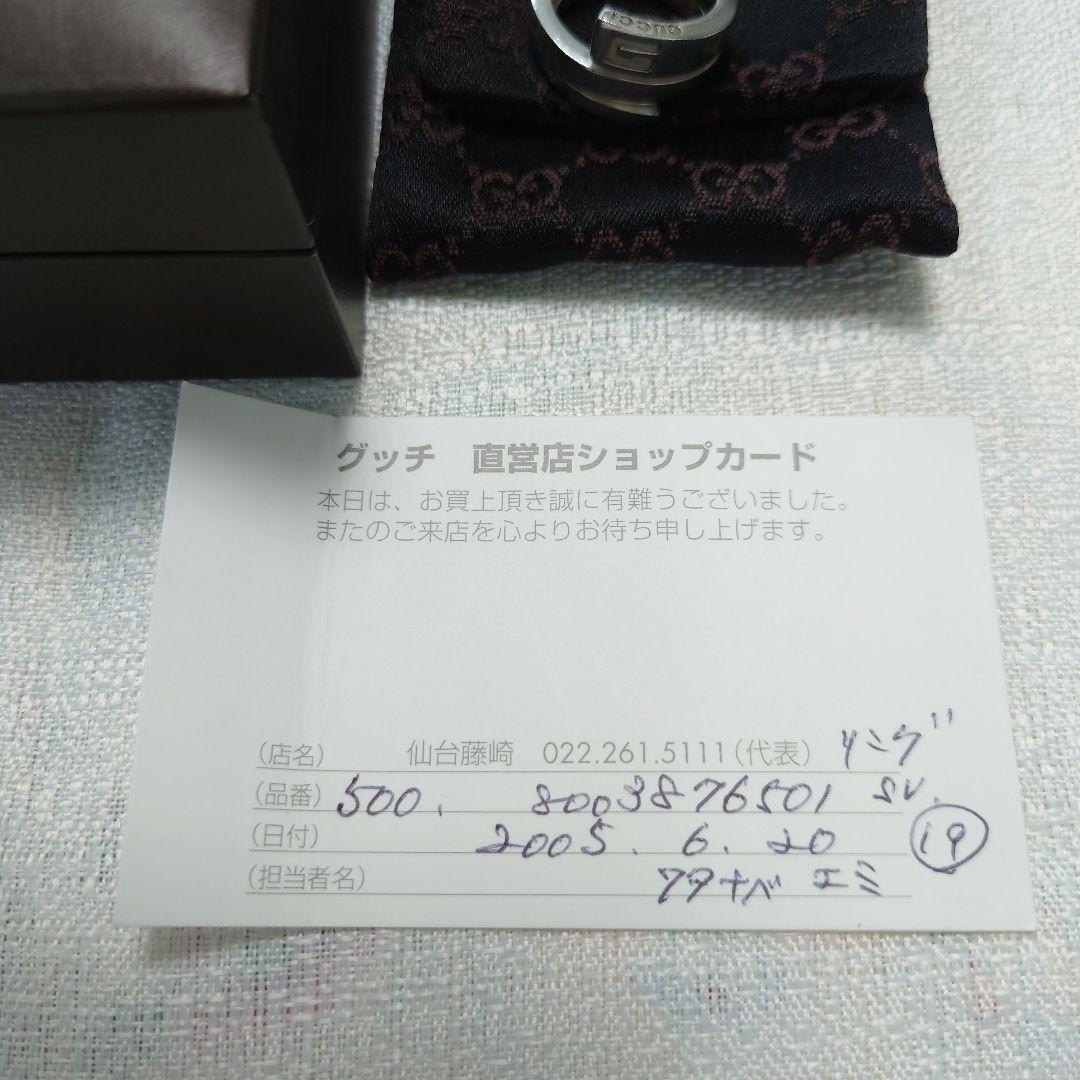 GUCCI
G
グッチ 直営店ショップカード
本日は、お買上頂き誠に有難うございました。
またのご来店を心よりお待ち申し上げます。
(店名) 仙台藤崎 022.261.5111(代表) リング
(品番) 500. 8003876501 SV.
(日付) 2005. 6. 20 19
(担当者名) ワタナベ エミ